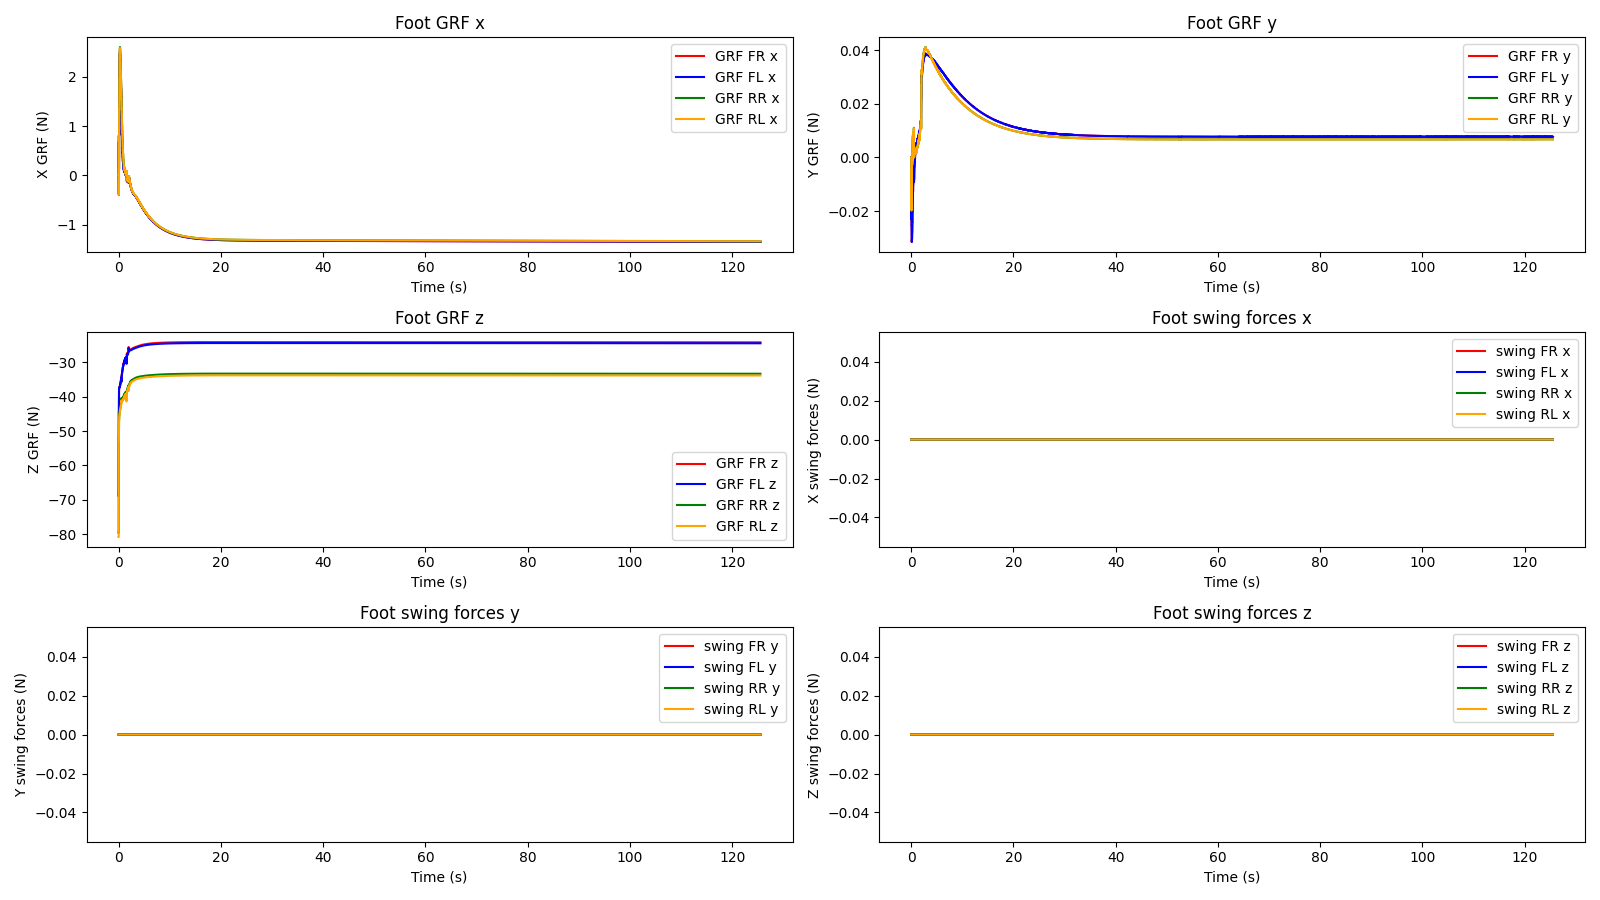 Foot GRF x
X GRF (N)
2
1
0
−1
GRF FR x
GRF FL x
GRF RR x
GRF RL x
0 20 40 60 80 100 120
Time (s)
Foot GRF y
Y GRF (N)
0.04
0.02
0.00
−0.02
GRF FR y
GRF FL y
GRF RR y
GRF RL y
0 20 40 60 80 100 120
Time (s)
Foot GRF z
Z GRF (N)
−30
−40
−50
−60
−70
−80
GRF FR z
GRF FL z
GRF RR z
GRF RL z
0 20 40 60 80 100 120
Time (s)
Foot swing forces x
X swing forces (N)
0.04
0.02
0.00
−0.02
−0.04
swing FR x
swing FL x
swing RR x
swing RL x
0 20 40 60 80 100 120
Time (s)
Foot swing forces y
Y swing forces (N)
0.04
0.02
0.00
−0.02
−0.04
swing FR y
swing FL y
swing RR y
swing RL y
0 20 40 60 80 100 120
Time (s)
Foot swing forces z
Z swing forces (N)
0.04
0.02
0.00
−0.02
−0.04
swing FR z
swing FL z
swing RR z
swing RL z
0 20 40 60 80 100 120
Time (s)